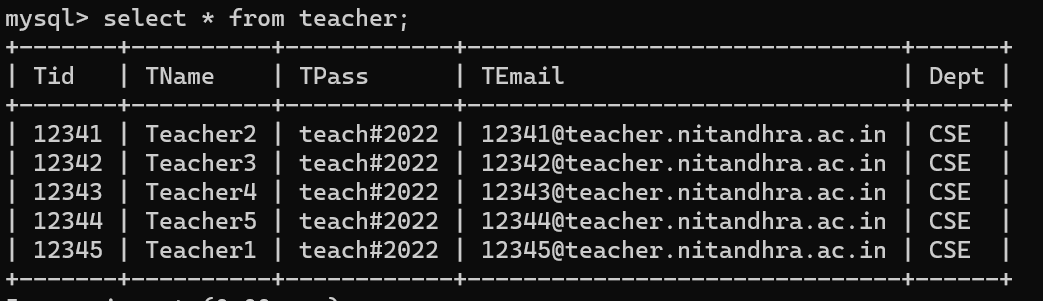 mysql> select * from teacher;
+-------+----------+-----------+-------------------------------+------+
| Tid   | TName    | TPass     | TEmail                        | Dept |
+-------+----------+-----------+-------------------------------+------+
| 12341 | Teacher2 | teach#2022 | 12341@teacher.nitandhra.ac.in | CSE  |
| 12342 | Teacher3 | teach#2022 | 12342@teacher.nitandhra.ac.in | CSE  |
| 12343 | Teacher4 | teach#2022 | 12343@teacher.nitandhra.ac.in | CSE  |
| 12344 | Teacher5 | teach#2022 | 12344@teacher.nitandhra.ac.in | CSE  |
| 12345 | Teacher1 | teach#2022 | 12345@teacher.nitandhra.ac.in | CSE  |
+-------+----------+-----------+-------------------------------+------+